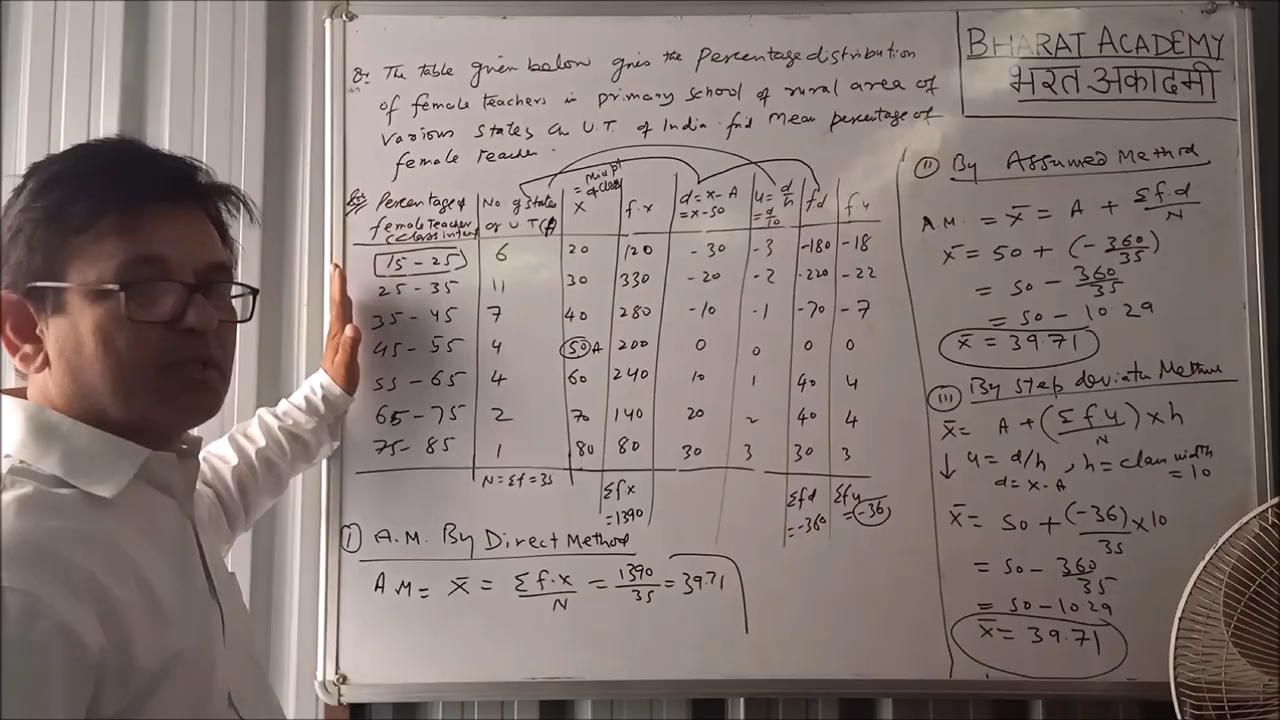 BHARAT ACADEMY
भरत अकादमी
Q. The table given below gives the Percentage distribution
of female teachers in primary school of rural area of
various states & U.T. of India. find Mean percentage of
female teacher.
Percentage of female teacher (class inter) | No of States or U.T (f) | Mid pt of class = x | f.x | d = x-A = x-50 | u = d/h = d/10 | fd | f.u
15-25 6 20 120 -30 -3 -180 -18
25-35 11 30 330 -20 -2 -220 -22
35-45 7 40 280 -10 -1 -70 -7
45-55 4 50 A 200 0 0 0 0
55-65 4 60 240 10 1 40 4
65-75 2 70 140 20 2 40 4
75-85 1 80 80 30 3 30 3
N = Σf = 35 Σfx = 1390 Σfd = -360 Σfu = -36
I A.M. By Direct Method
A.M = x̄ = Σf.x/N = 1390/35 = 39.71
II By Assumed Method
A.M. = x̄ = A + Σf.d/N
x̄ = 50 + (-360/35)
= 50 - 360/35
= 50 - 10.29
x̄ = 39.71
III By Step deviatn Method
x̄ = A + (Σf.u/N) x h
↓ u = d/h, h = class width = 10
d = x-A
x̄ = 50 + (-36)/35 x 10
= 50 - 360/35
= 50 - 10.29
x̄ = 39.71